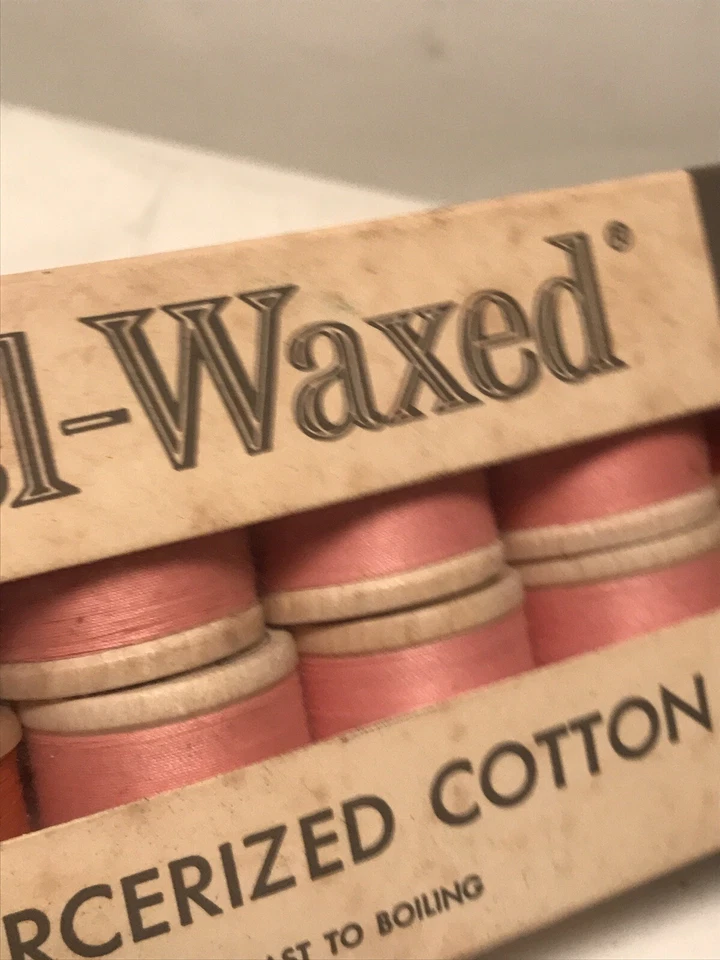 l-Waxed®
RCERIZED COTTON
AST TO BOILING